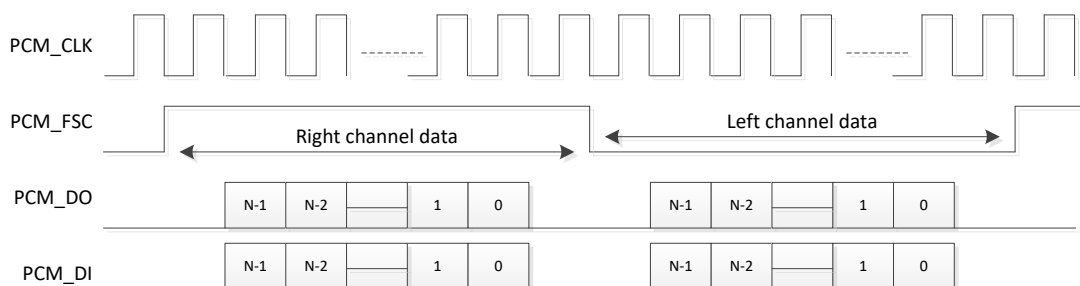 PCM_CLK
PCM_FSC
Right channel data
Left channel data
PCM_DO
N-1 N-2 1 0 N-1 N-2 1 0
PCM_DI
N-1 N-2 1 0 N-1 N-2 1 0